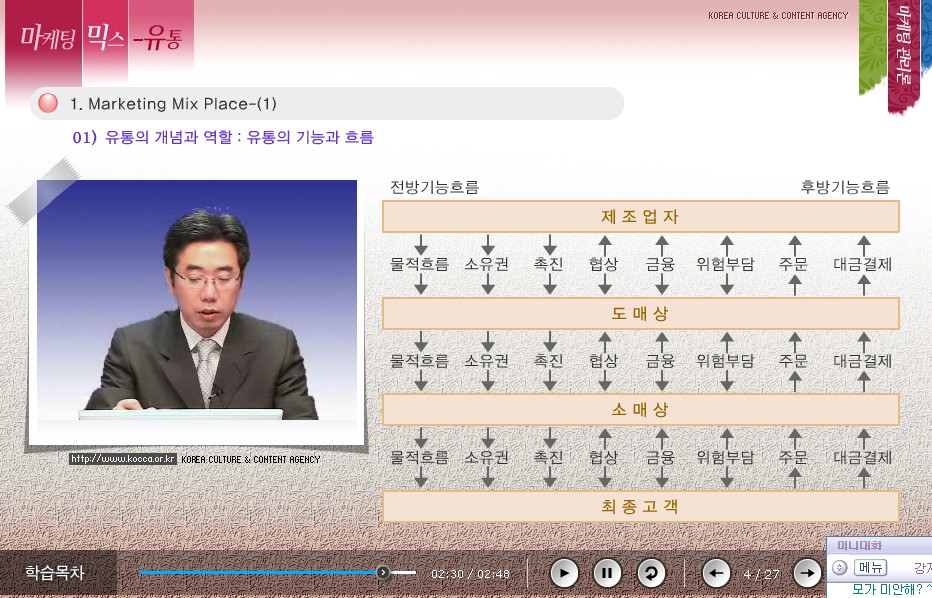 마케팅 믹스 -유통
KOREA CULTURE & CONTENT AGENCY
마케팅 관리론
1. Marketing Mix Place-(1)
01) 유통의 개념과 역할 : 유통의 기능과 흐름
전방기능흐름 후방기능흐름
제 조 업 자
물적흐름 소유권 촉진 협상 금융 위험부담 주문 대금결제
도 매 상
물적흐름 소유권 촉진 협상 금융 위험부담 주문 대금결제
소 매 상
물적흐름 소유권 촉진 협상 금융 위험부담 주문 대금결제
최 종 고 객
http://www.kocca.or.kr KOREA CULTURE & CONTENT AGENCY
학습목차
02:30 / 02:48
4 / 27
미니대화
메뉴
모가 미안해? ^